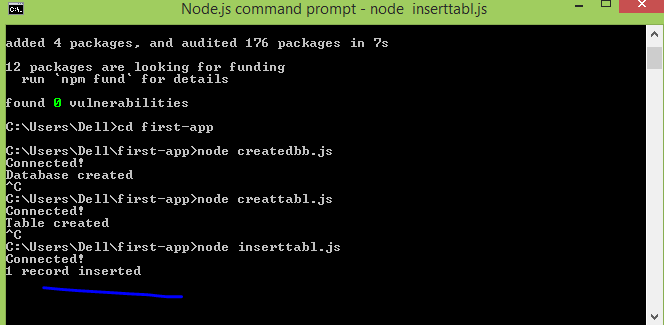 Node.js command prompt - node  inserttabl.js
added 4 packages, and audited 176 packages in 7s
12 packages are looking for funding
  run `npm fund` for details
found 0 vulnerabilities
C:\Users\Dell>cd first-app
C:\Users\Dell\first-app>node createdbb.js
Connected!
Database created
^C
C:\Users\Dell\first-app>node creattabl.js
Connected!
Table created
^C
C:\Users\Dell\first-app>node inserttabl.js
Connected!
1 record inserted